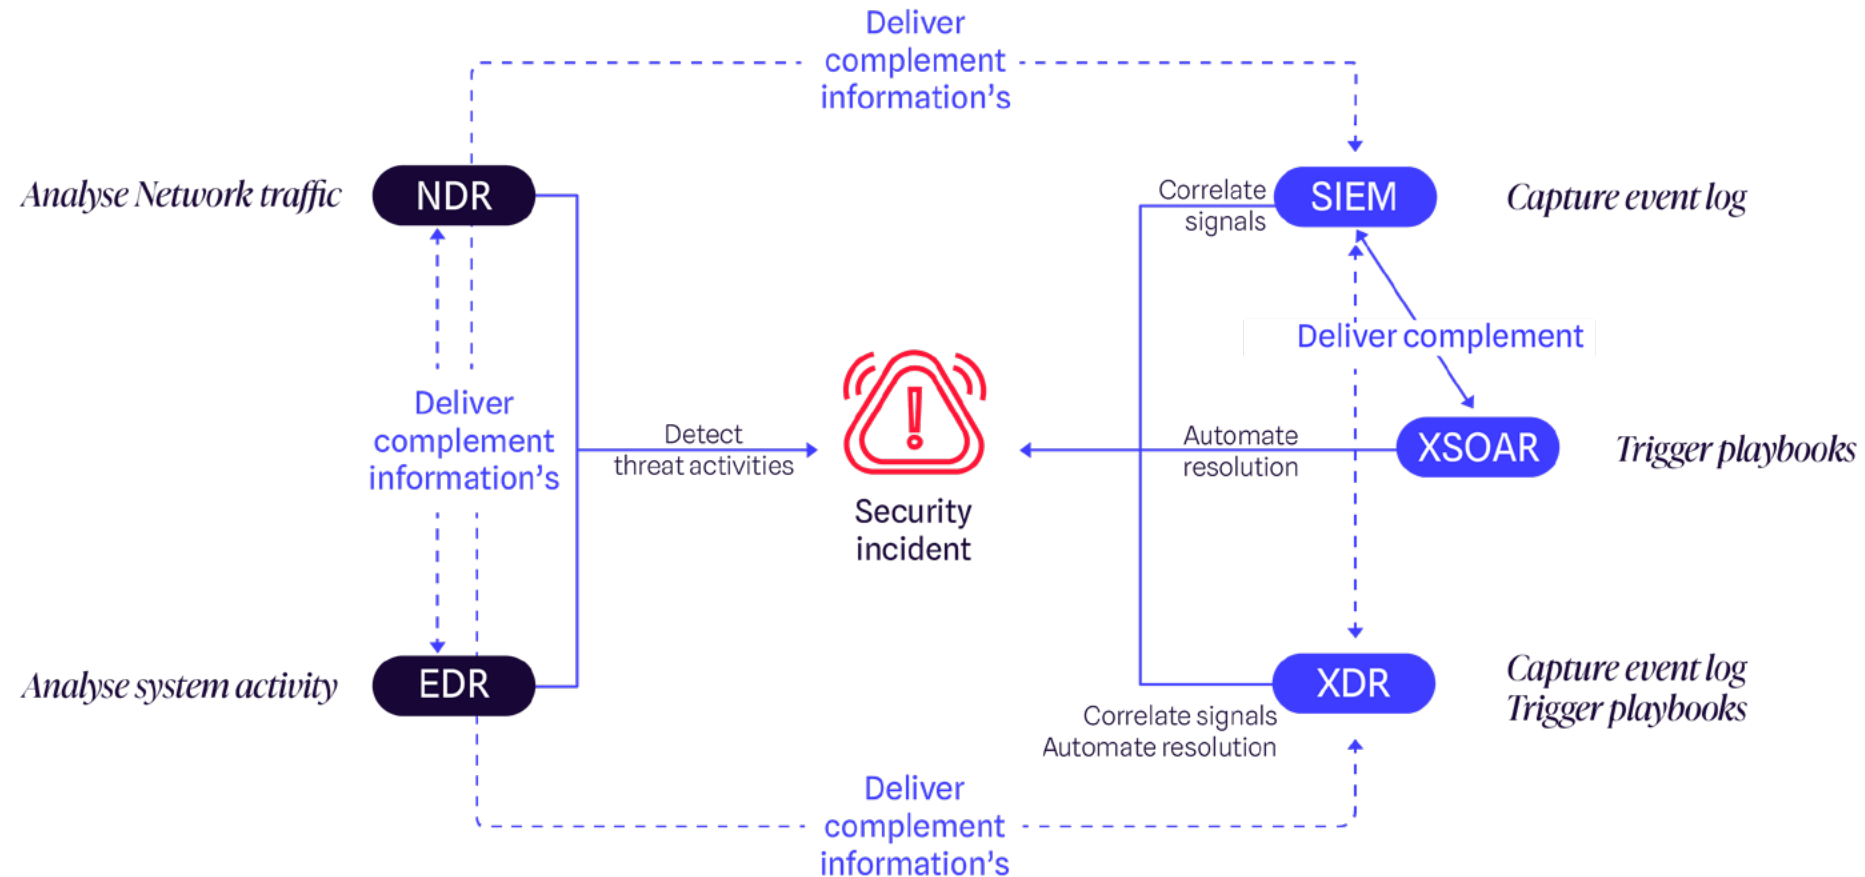 Deliver
complement
information's
Analyse Network traffic
NDR
Correlate
signals
SIEM
Capture event log
Deliver complement
Deliver
complement
information's
Detect
threat activities
Security
incident
Automate
resolution
XSOAR
Trigger playbooks
Analyse system activity
EDR
XDR
Correlate signals
Automate resolution
Capture event log
Trigger playbooks
Deliver
complement
information's